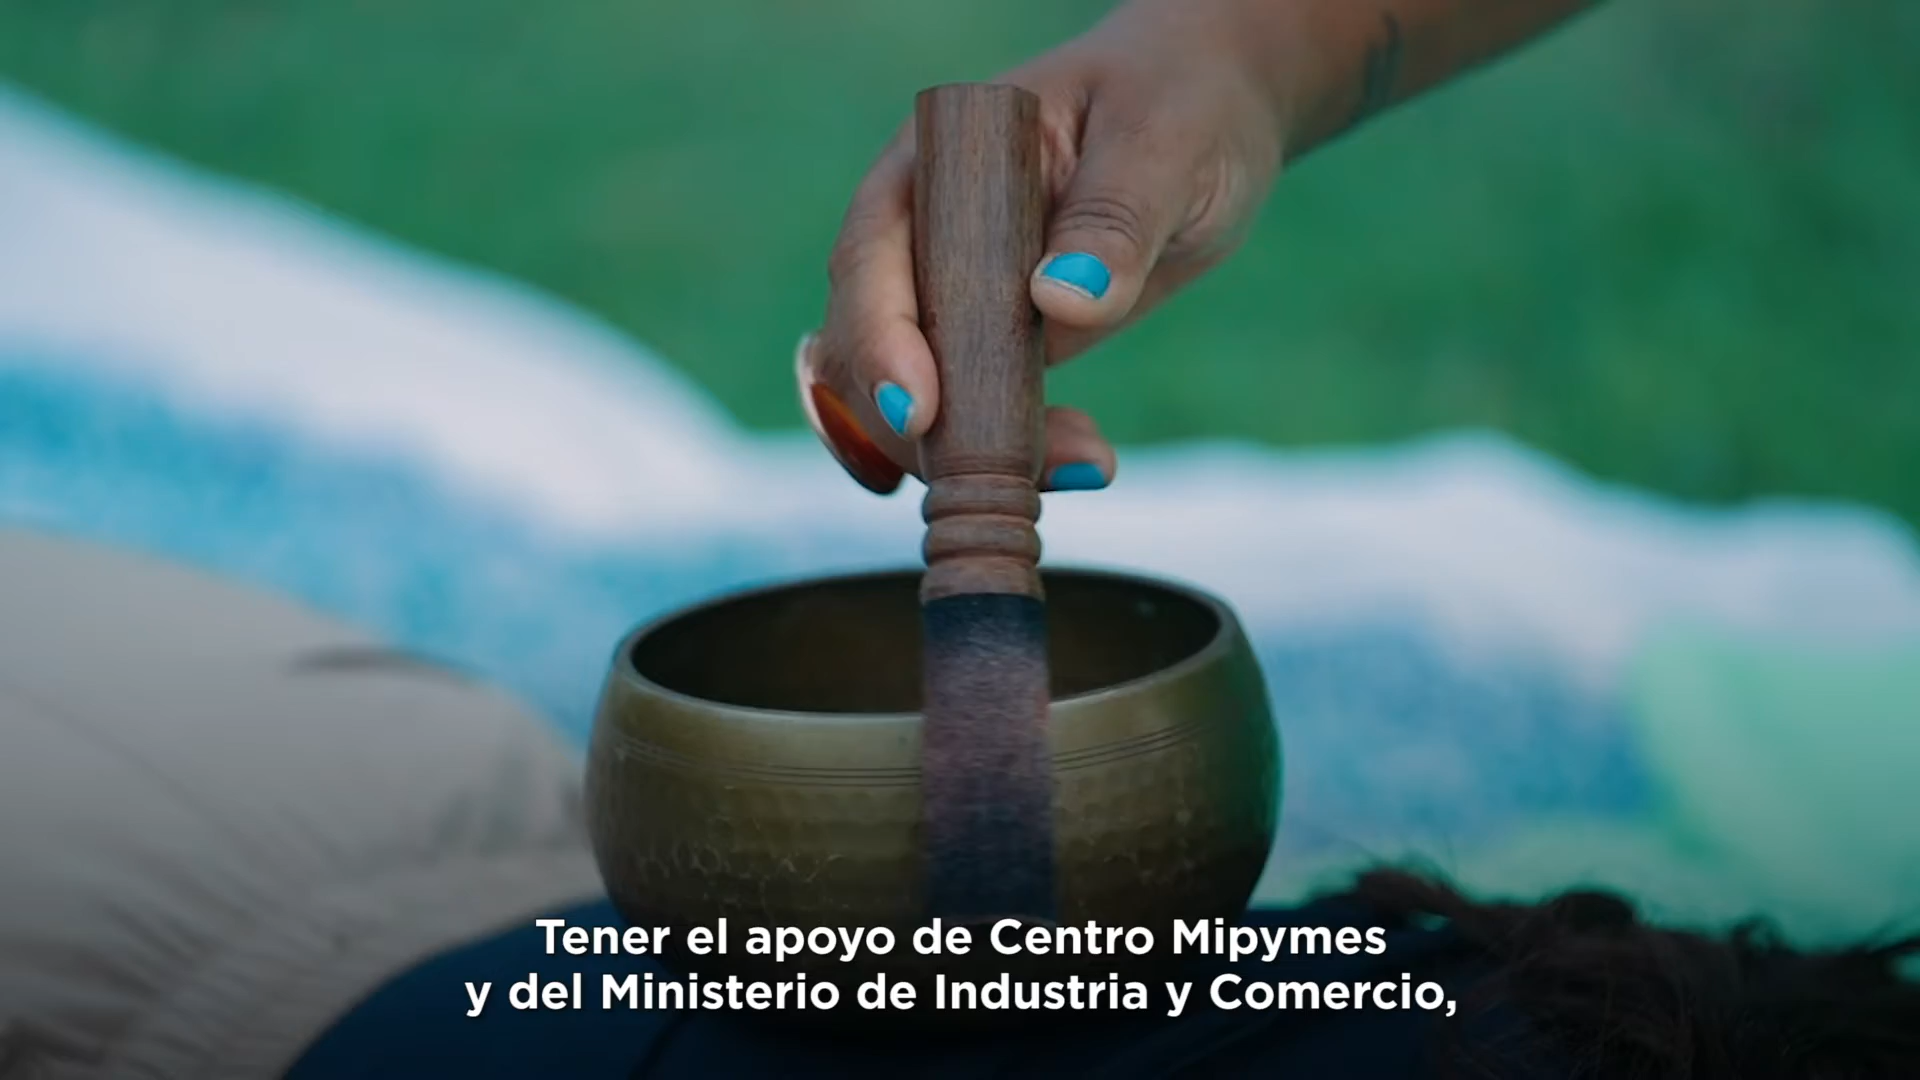 Tener el apoyo de Centro Mipymes
y del Ministerio de Industria y Comercio,